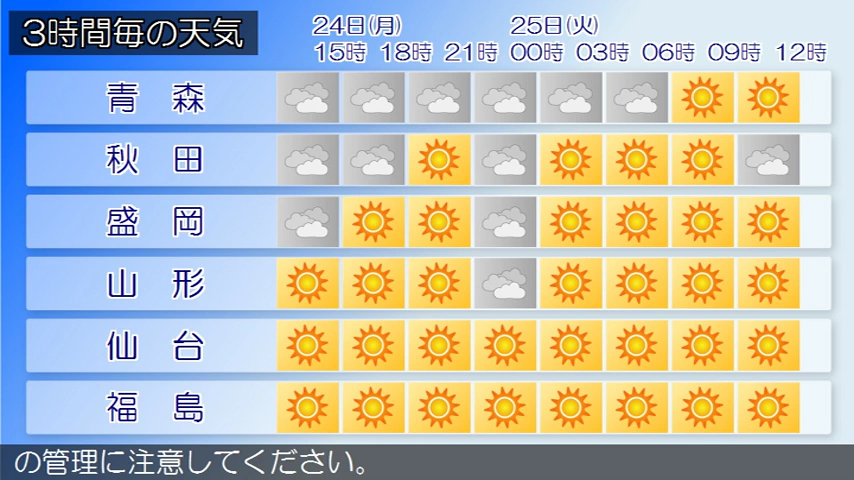 3時間毎の天気
24日(月) 25日(火)
15時 18時 21時 00時 03時 06時 09時 12時
青 森
秋 田
盛 岡
山 形
仙 台
福 島
の管理に注意してください。